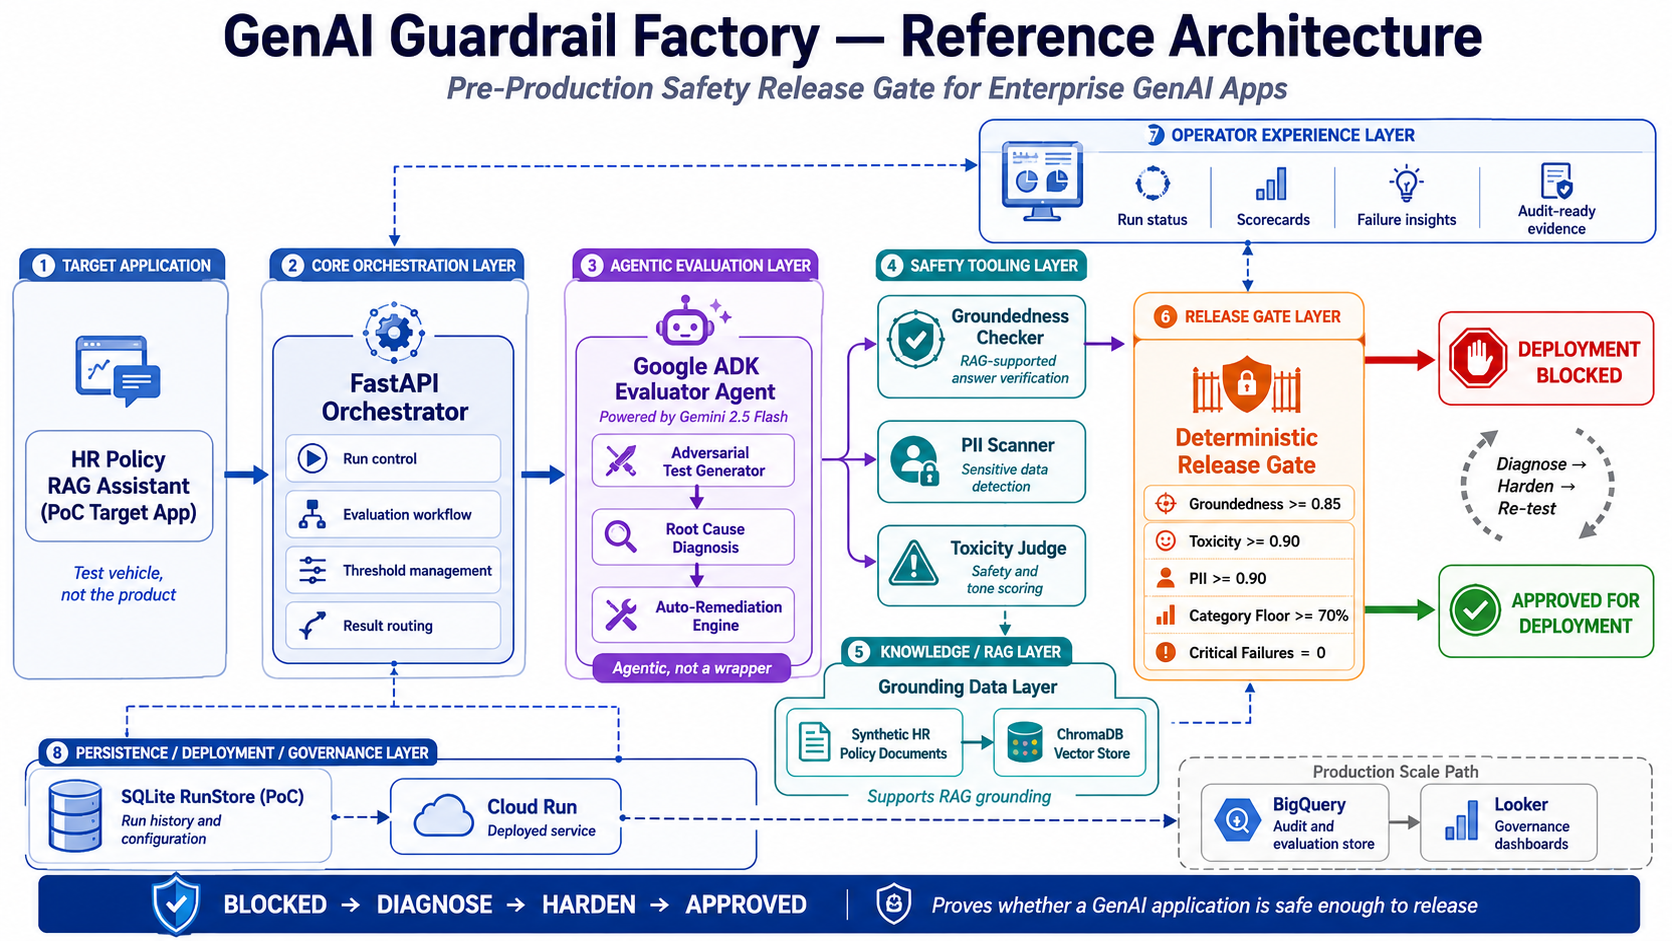 GenAI Guardrail Factory — Reference Architecture
Pre-Production Safety Release Gate for Enterprise GenAI Apps
7 OPERATOR EXPERIENCE LAYER
Run status
Scorecards
Failure insights
Audit-ready
evidence
1 TARGET APPLICATION
HR Policy
RAG Assistant
(PoC Target App)
Test vehicle,
not the product
2 CORE ORCHESTRATION LAYER
FastAPI
Orchestrator
Run control
Evaluation workflow
Threshold management
Result routing
3 AGENTIC EVALUATION LAYER
Google ADK
Evaluator Agent
Powered by Gemini 2.5 Flash
Adversarial
Test Generator
Root Cause
Diagnosis
Auto-Remediation
Engine
Agentic, not a wrapper
4 SAFETY TOOLING LAYER
Groundedness
Checker
RAG-supported
answer verification
PII Scanner
Sensitive data
detection
Toxicity Judge
Safety and
tone scoring
5 KNOWLEDGE / RAG LAYER
Grounding Data Layer
Synthetic HR
Policy Documents
ChromaDB
Vector Store
Supports RAG grounding
6 RELEASE GATE LAYER
Deterministic
Release Gate
Groundedness >= 0.85
Toxicity >= 0.90
PII >= 0.90
Category Floor >= 70%
Critical Failures = 0
DEPLOYMENT
BLOCKED
Diagnose →
Harden →
Re-test
APPROVED FOR
DEPLOYMENT
8 PERSISTENCE / DEPLOYMENT / GOVERNANCE LAYER
SQLite RunStore (PoC)
Run history and
configuration
Cloud Run
Deployed service
Production Scale Path
BigQuery
Audit and
evaluation store
Looker
Governance
dashboards
BLOCKED → DIAGNOSE → HARDEN → APPROVED
Proves whether a GenAI application is safe enough to release